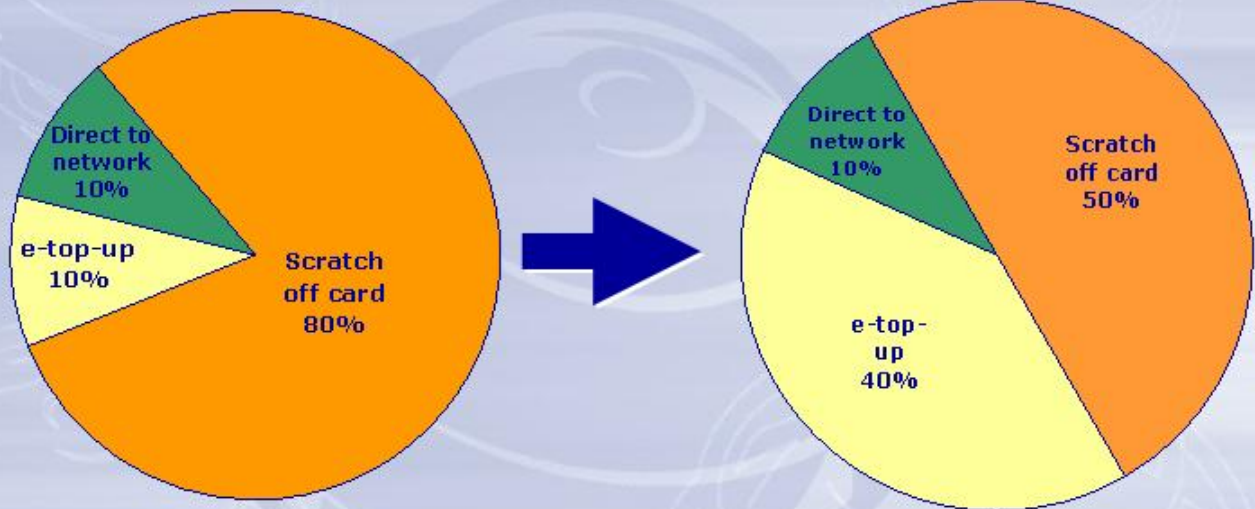 Direct to
network
10%
e-top-up
10%
Scratch
off card
80%
Direct to
network
10%
Scratch
off card
50%
e-top-
up
40%